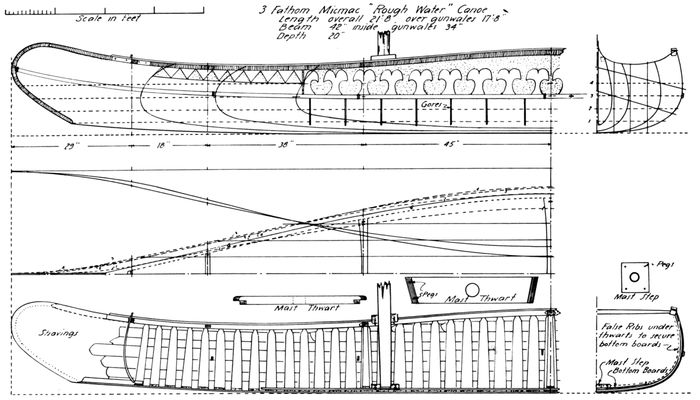 Scale in Feet
3 Fathom Micmac "Rough Water" Canoe
Length overall 21'8" over gunwales 17'8"
Beam 42" inside gunwales 34"
Depth 20"
Gores
29" 18" 38" 45"
Pegs
Mast Step
Pegs
Mast Thwart
Mast Thwart
Shavings
False Ribs under
thwarts to secure
bottom boards
Mast Step
Bottom Boards